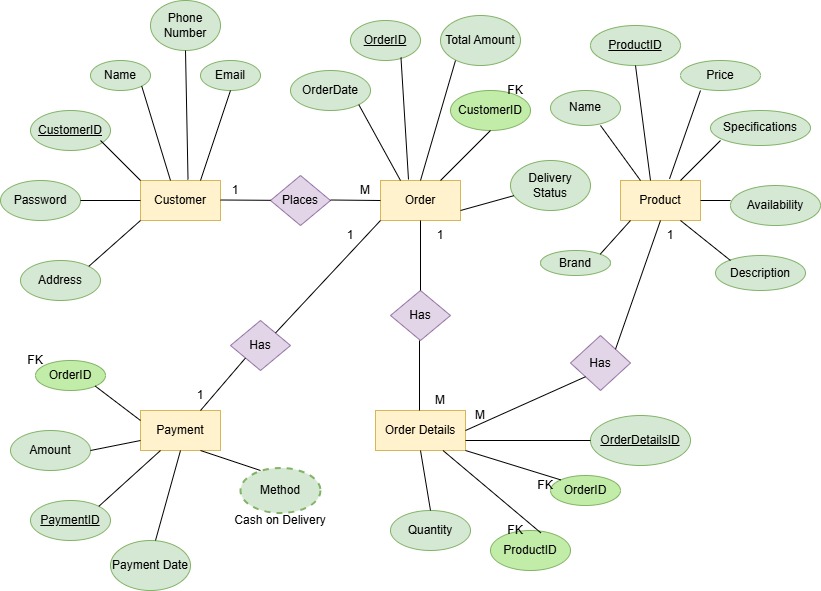 Phone
Number
OrderID
Total Amount
ProductID
Name
Email
OrderDate
FK
CustomerID
Price
Name
CustomerID
Specifications
Password
Customer
1
Places
M
Order
Delivery
Status
Product
Availability
1
1
1
Address
Brand
Description
Has
Has
Has
FK
OrderID
1
M
M
Payment
Order Details
OrderDetailsID
Amount
Method
Cash on Delivery
FK
OrderID
PaymentID
Quantity
FK
ProductID
Payment Date